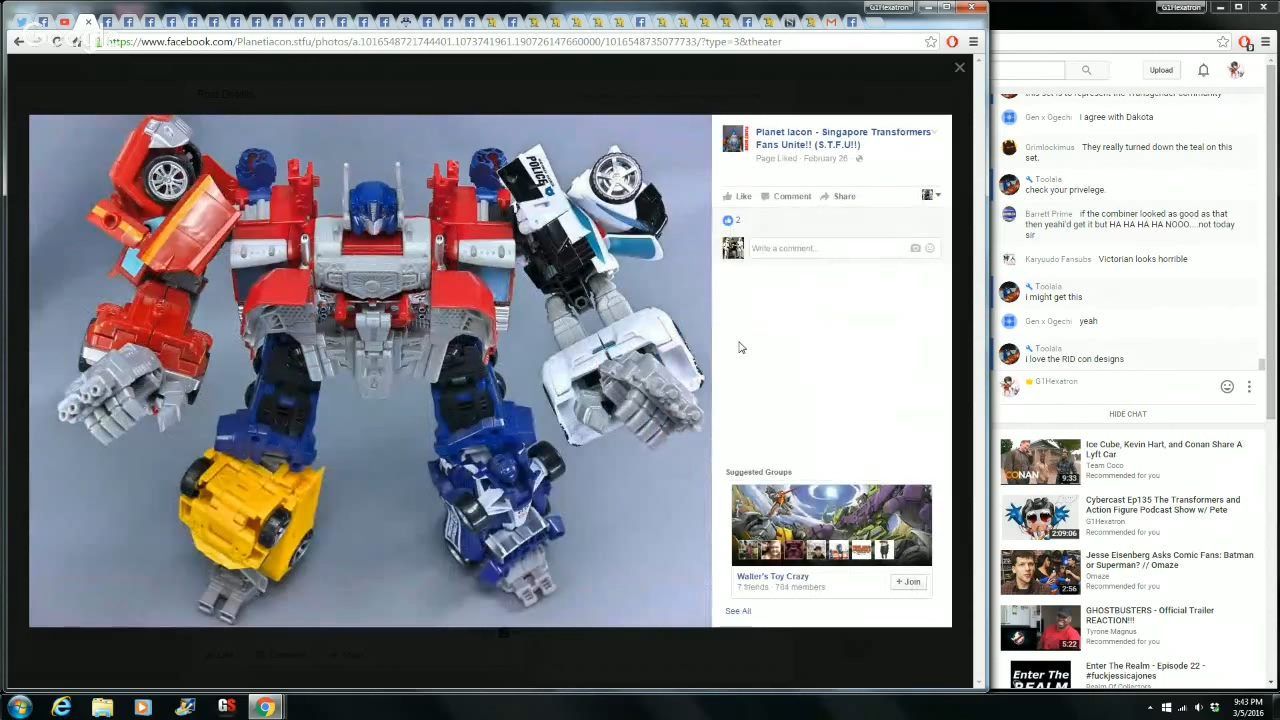 G1Hexatron
https://www.facebook.com/Planetiacon.stfu/photos/a.1016548721744401.1073741961.190726147660000/1016548735077733/?type=3&theater
POLICE
Planet Iacon - Singapore Transformers
Fans Unite!! (S.T.F.U!!)
Page Liked · February 26 ·
Like Comment Share
2
Write a comment...
Suggested Groups
Walter's Toy Crazy
7 friends · 784 members
+ Join
See All
G1Hexatron
Upload
this set is to represent the Transgender community
Gen x Ogechi I agree with Dakota
Grimlockimus They really turned down the teal on this
set.
Toolala
check your privelege.
Barrett Prime if the combiner looked as good as that
then yeahi'd get it but HA HA HA HA NOOO....not today
sir
Karyuudo Fansubs Victorian looks horrible
Toolala
i might get this
Gen x Ogechi yeah
Toolala
i love the RID con designs
G1Hexatron
HIDE CHAT
Ice Cube, Kevin Hart, and Conan Share A
Lyft Car
Team Coco
Recommended for you
CONAN
9:33
Cybercast Ep135 The Transformers and
Action Figure Podcast Show w/ Pete
G1Hexatron
Recommended for you
2:09:06
Jesse Eisenberg Asks Comic Fans: Batman
or Superman? // Omaze
Omaze
Recommended for you
2:56
GHOSTBUSTERS - Official Trailer
REACTION!!!
Tyrone Magnus
Recommended for you
5:22
Enter The Realm - Episode 22 -
#fuckjessicajones
Realm Of Collectors
Enter The
REALM
9:43 PM
3/5/2016